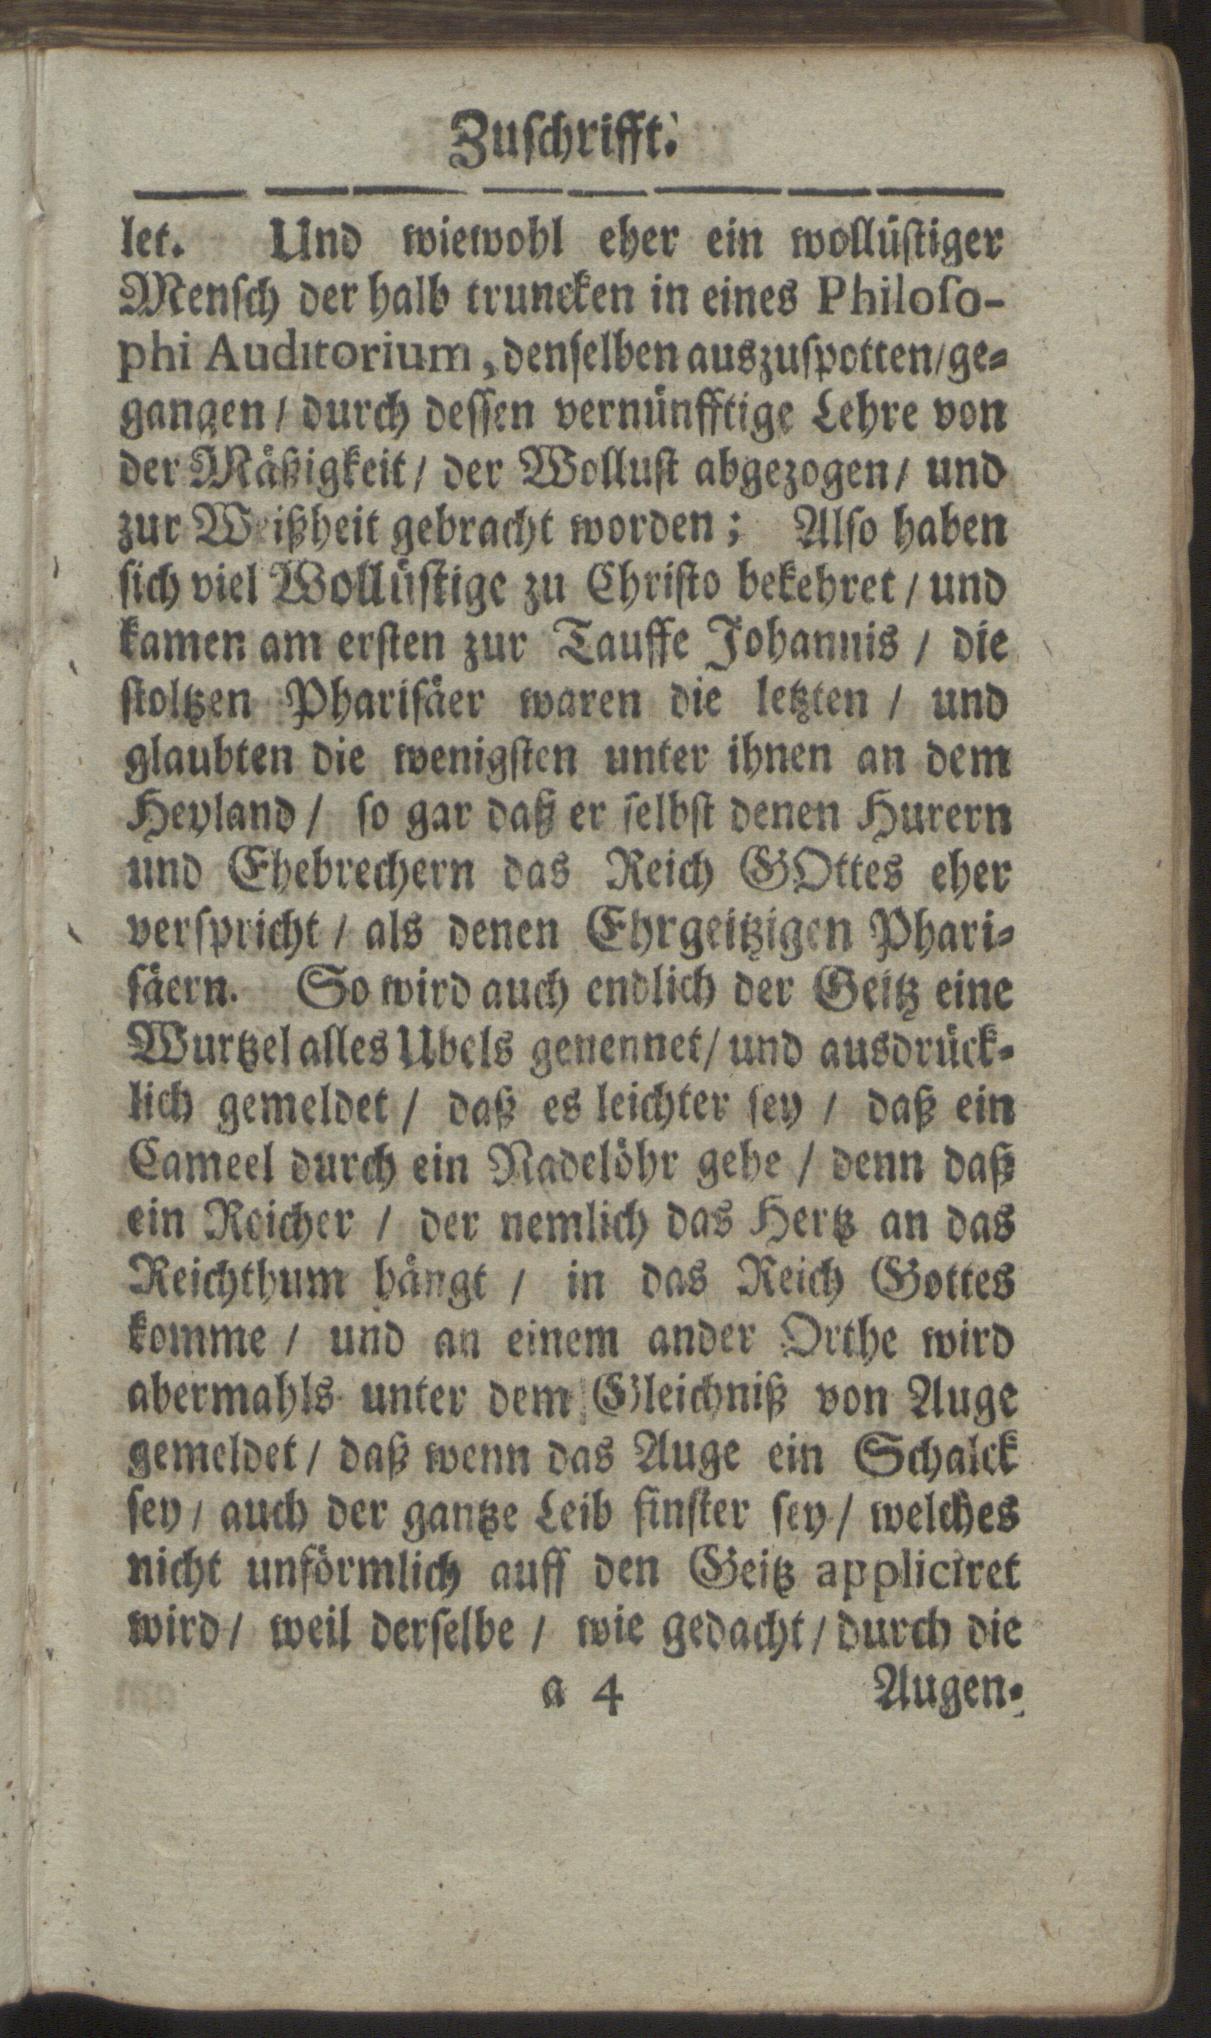 Zuschrifft.
let. Und wiewohl eher ein wollüstiger
Mensch der halb truncken in eines Philoso-
phi Auditorium, denselben auszuspotten/ge-
gangen / durch dessen vernünfftige Lehre von
der Mäßigkeit / der Wollust abgezogen / und
zur Weißheit gebracht worden; Also haben
sich viel Wollüstige zu Christo bekehret / und
kamen am ersten zur Tauffe Johannis / die
stoltzen Pharisäer waren die letzten / und
glaubten die wenigsten unter ihnen an dem
Heyland / so gar daß er selbst denen Hurern
und Ehebrechern das Reich GOttes eher
verspricht / als denen Ehrgeitzigen Phari-
säern. So wird auch endlich der Geitz eine
Wurtzel alles Ubels genennet / und ausdrück-
lich gemeldet / daß es leichter sey / daß ein
Cameel durch ein Nadelöhr gehe / denn daß
ein Reicher / der nemlich das Hertz an das
Reichthum hängt / in das Reich Gottes
komme / und an einem ander Orthe wird
abermahls unter dem Gleichniß von Auge
gemeldet / daß wenn das Auge ein Schalck
sey / auch der gantze Leib finster sey / welches
nicht unförmlich auff den Geitz appliciret
wird / weil derselbe / wie gedacht / durch die
a 4 Augen-